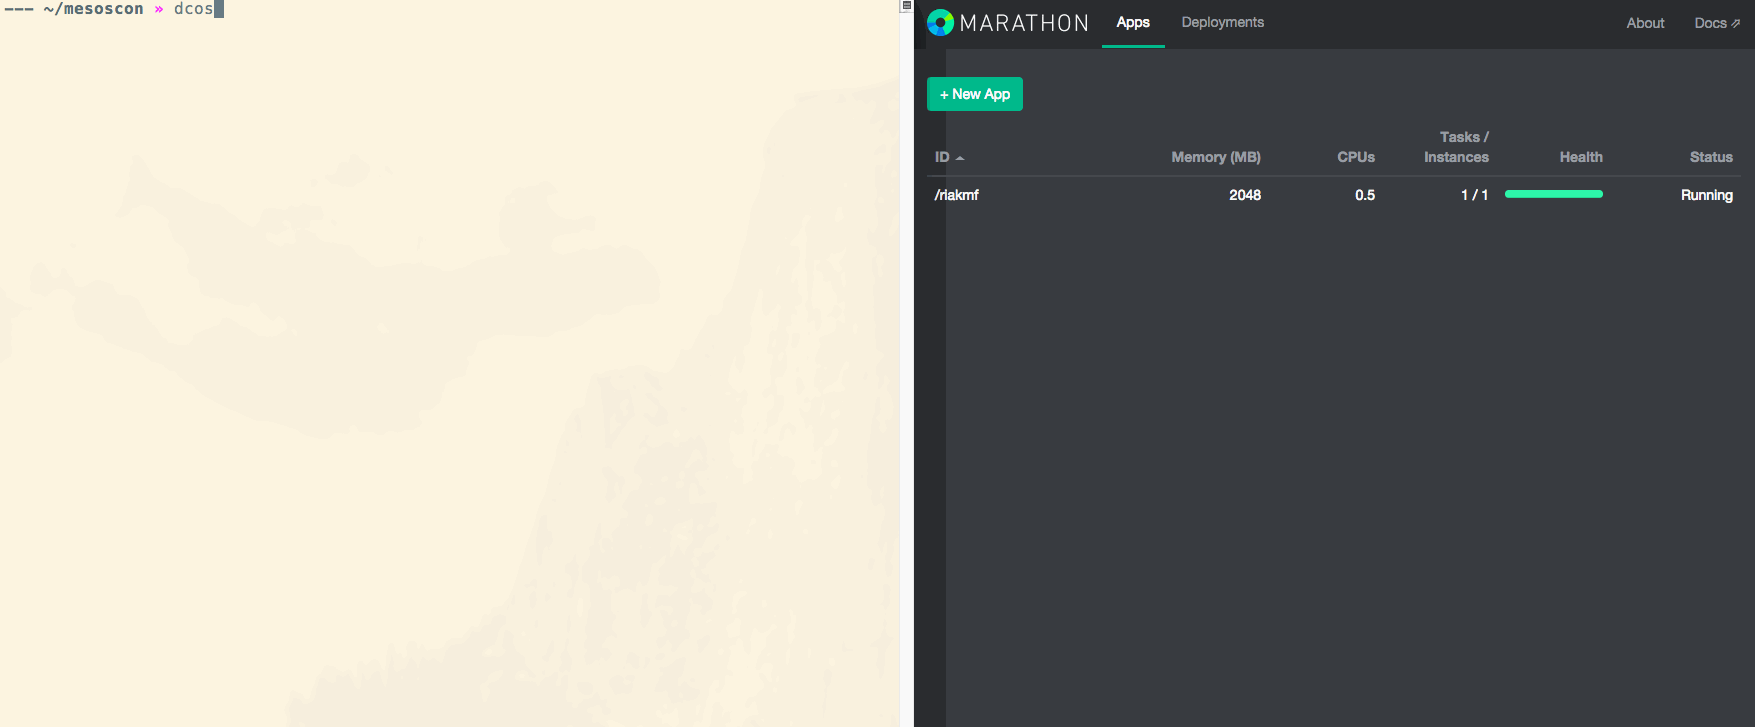 --- ~/mesoscon » dcos
MARATHON Apps Deployments About Docs
+ New App
ID Memory (MB) CPUs Tasks / Instances Health Status
/riakmf 2048 0.5 1 / 1 Running